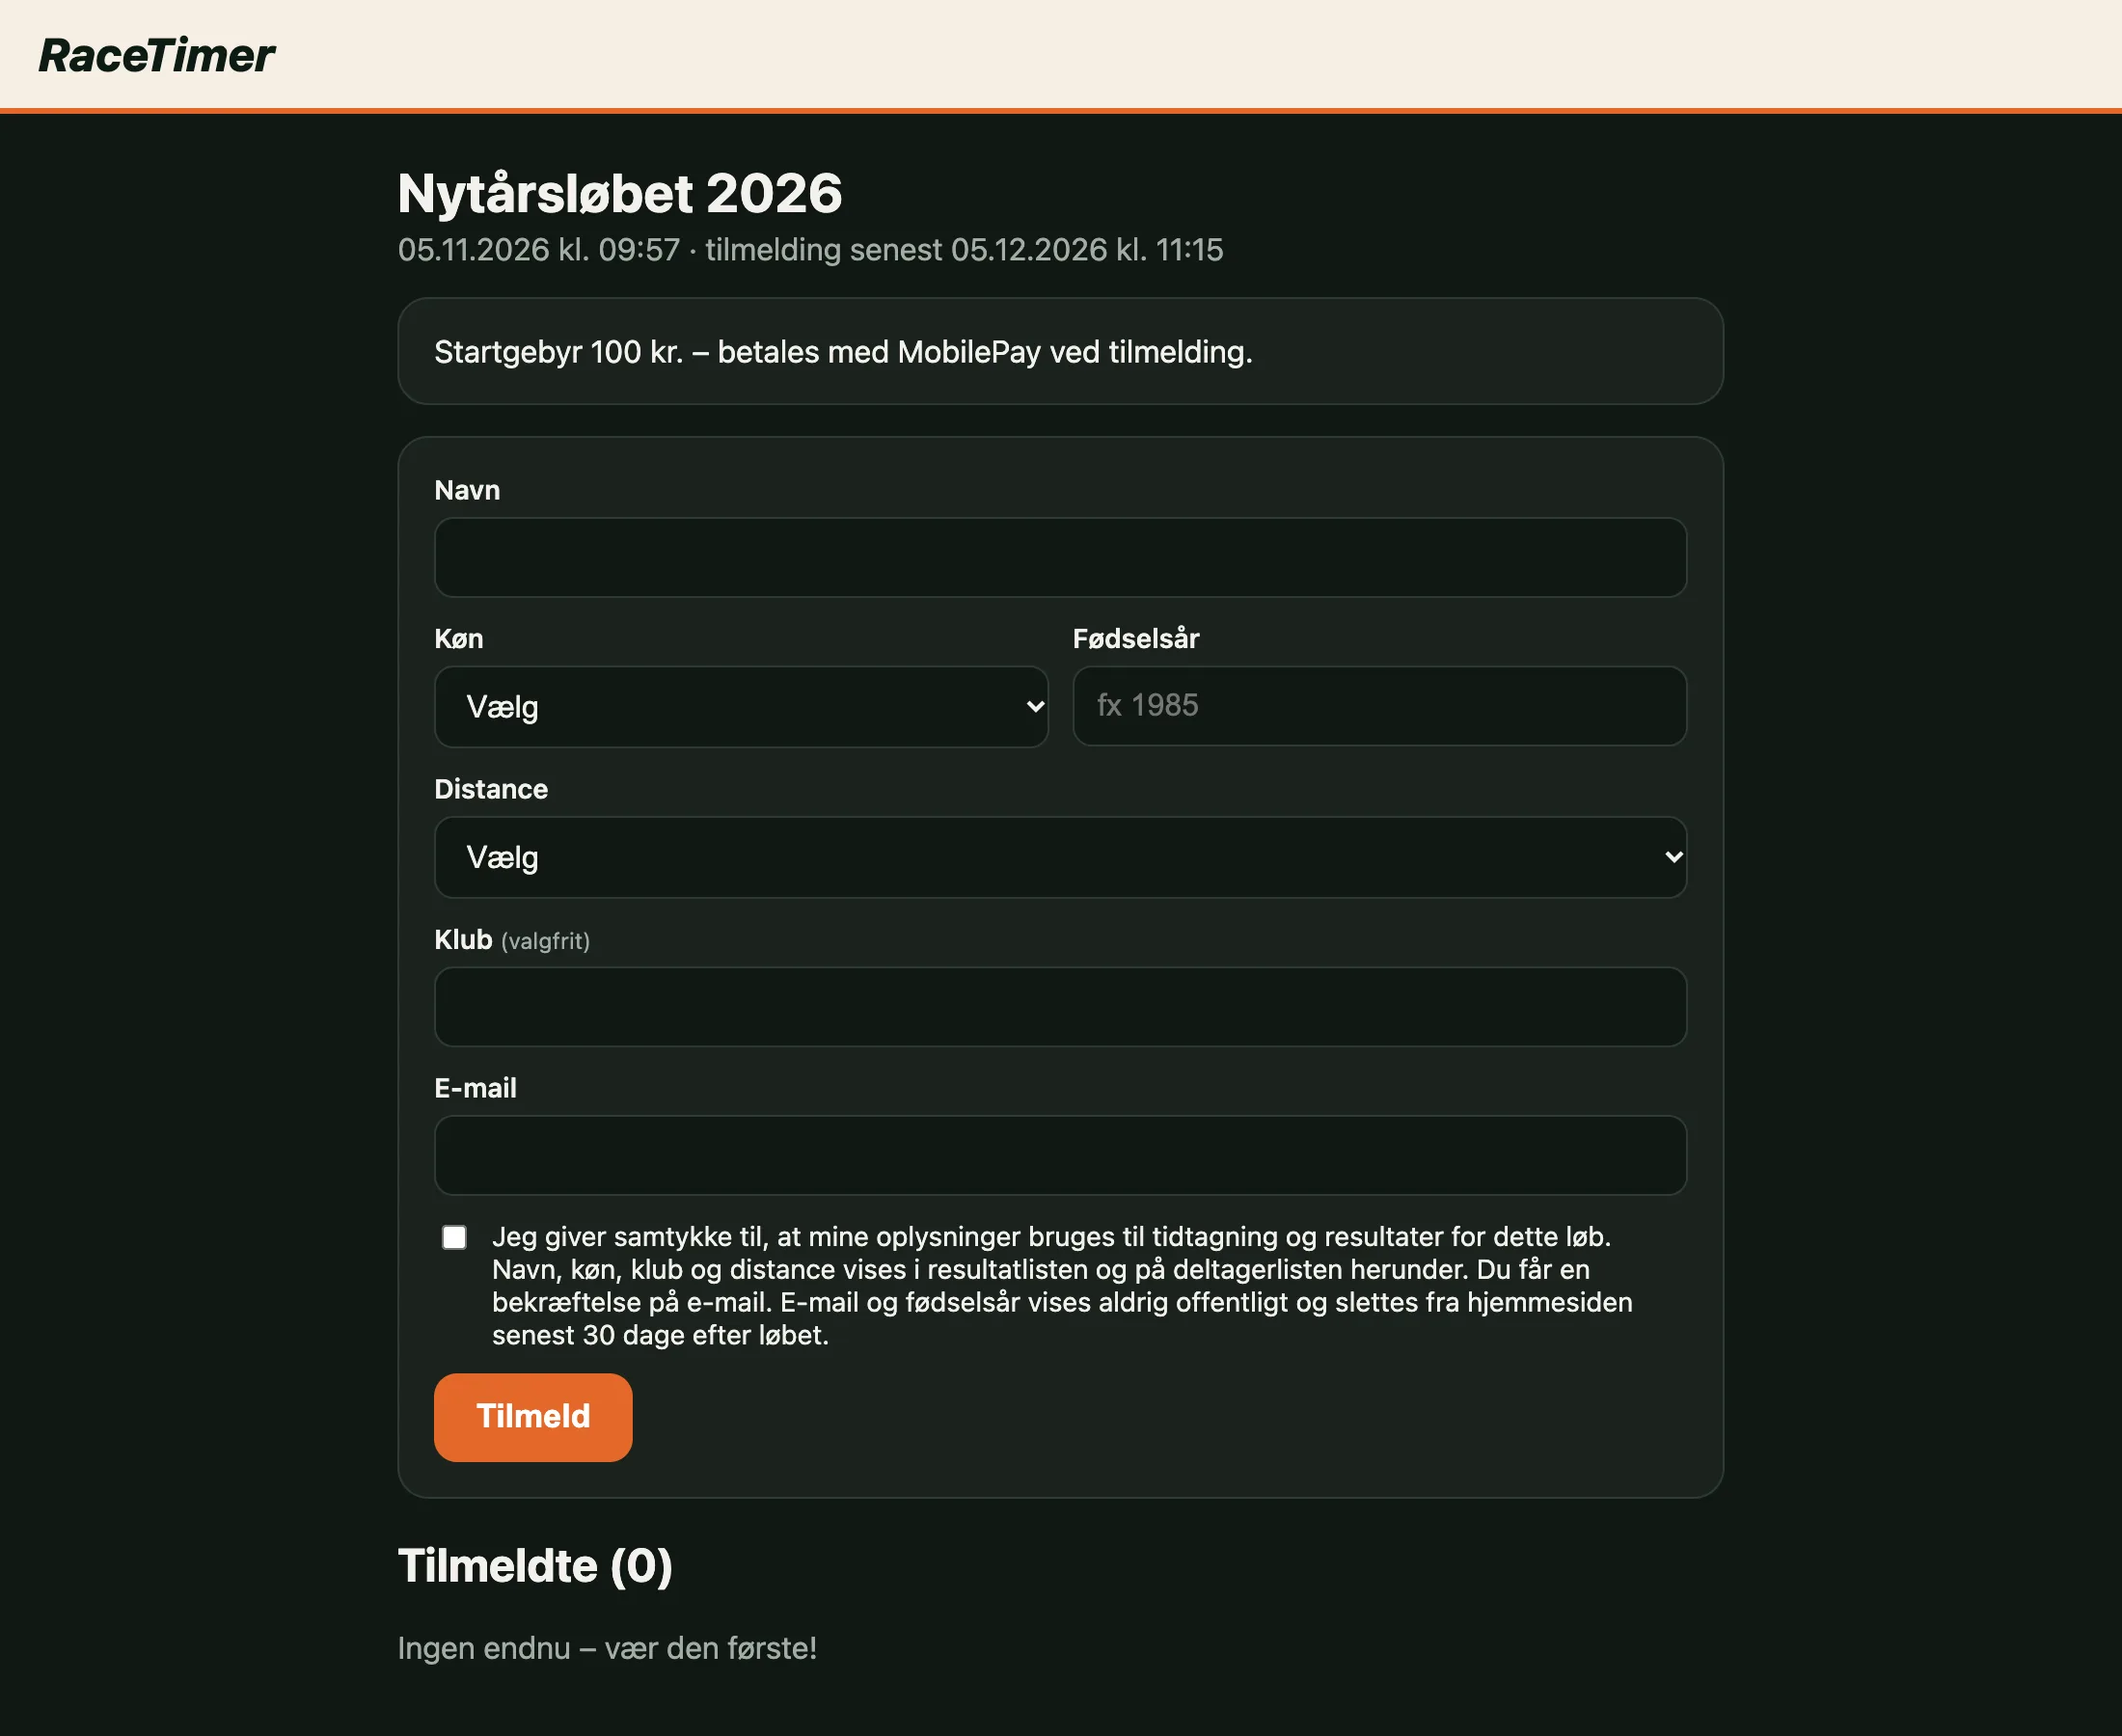 RaceTimer
Nytårsløbet 2026
05.11.2026 kl. 09:57 · tilmelding senest 05.12.2026 kl. 11:15
Startgebyr 100 kr. – betales med MobilePay ved tilmelding.
Navn
Køn
Fødselsår
Vælg
fx 1985
Distance
Vælg
Klub (valgfrit)
E-mail
Jeg giver samtykke til, at mine oplysninger bruges til tidtagning og resultater for dette løb.
Navn, køn, klub og distance vises i resultatlisten og på deltagerlisten herunder. Du får en
bekræftelse på e-mail. E-mail og fødselsår vises aldrig offentligt og slettes fra hjemmesiden
senest 30 dage efter løbet.
Tilmeld
Tilmeldte (0)
Ingen endnu – vær den første!